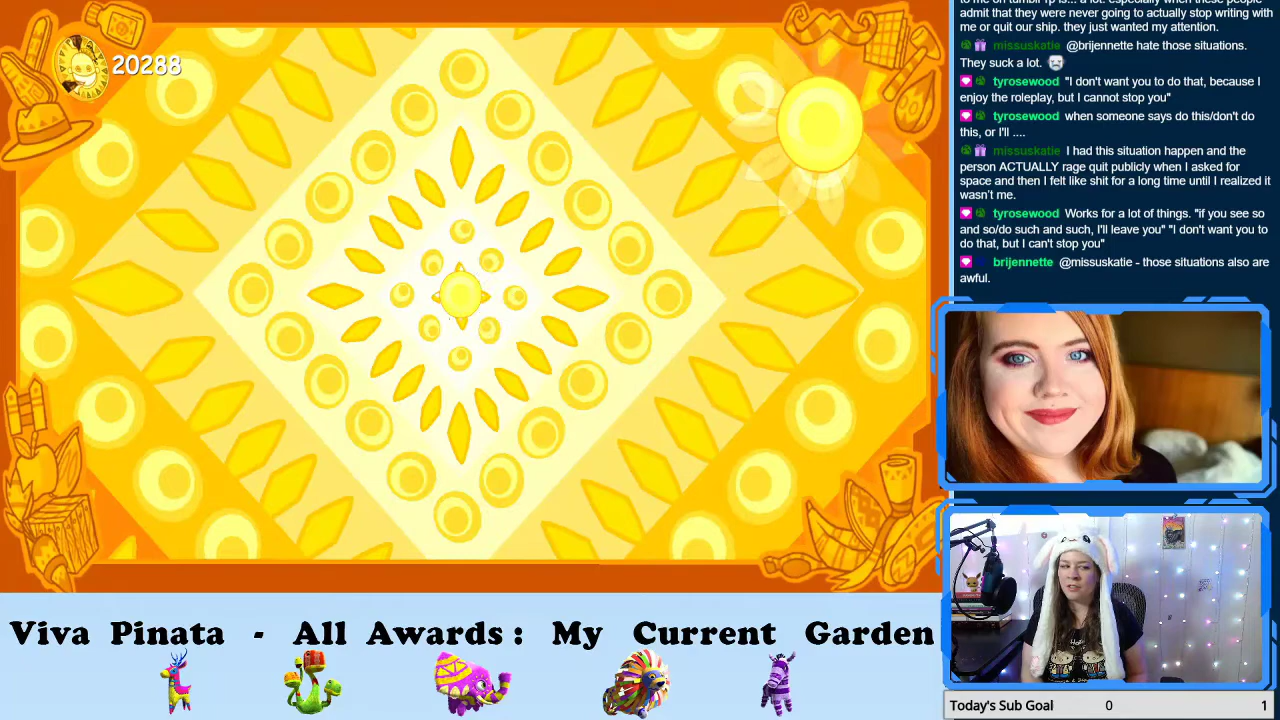 20288
to me on tumblr rp is... a lot. especially when these people
admit that they were never going to actually stop writing with
me or quit our ship. they just wanted my attention.
missuskatie @brijennette hate those situations.
They suck a lot.
tyrosewood "I don't want you to do that, because I
enjoy the roleplay, but I cannot stop you"
tyrosewood when someone says do this/don't do
this, or I'll ....
missuskatie I had this situation happen and the
person ACTUALLY rage quit publicly when I asked for
space and then I felt like shit for a long time until I realized it
wasn't me.
tyrosewood Works for a lot of things. "if you see so
and so/do such and such, I'll leave you" "I don't want you to
do that, but I can't stop you"
brijennette @missuskatie - those situations also are
awful.
Viva Pinata - All Awards: My Current Garden
Today's Sub Goal 0 1